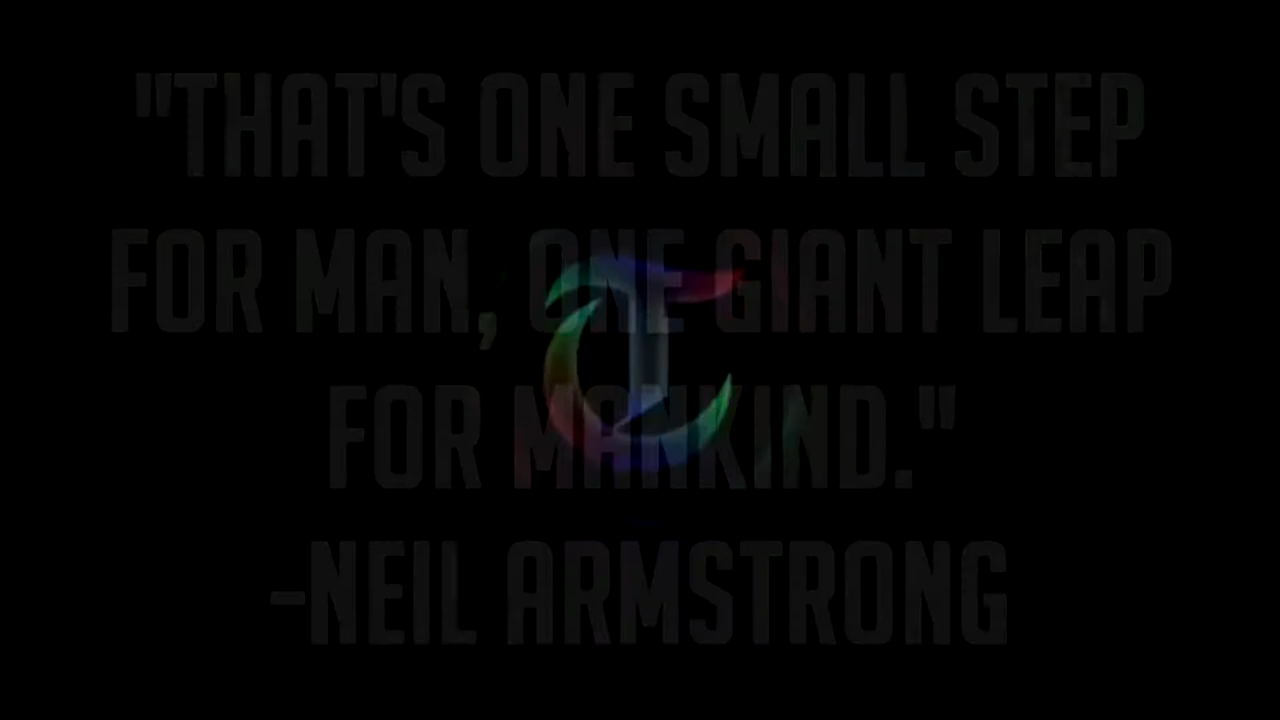 "THAT'S ONE SMALL STEP
FOR MAN, ONE GIANT LEAP
FOR MANKIND."
-NEIL ARMSTRONG